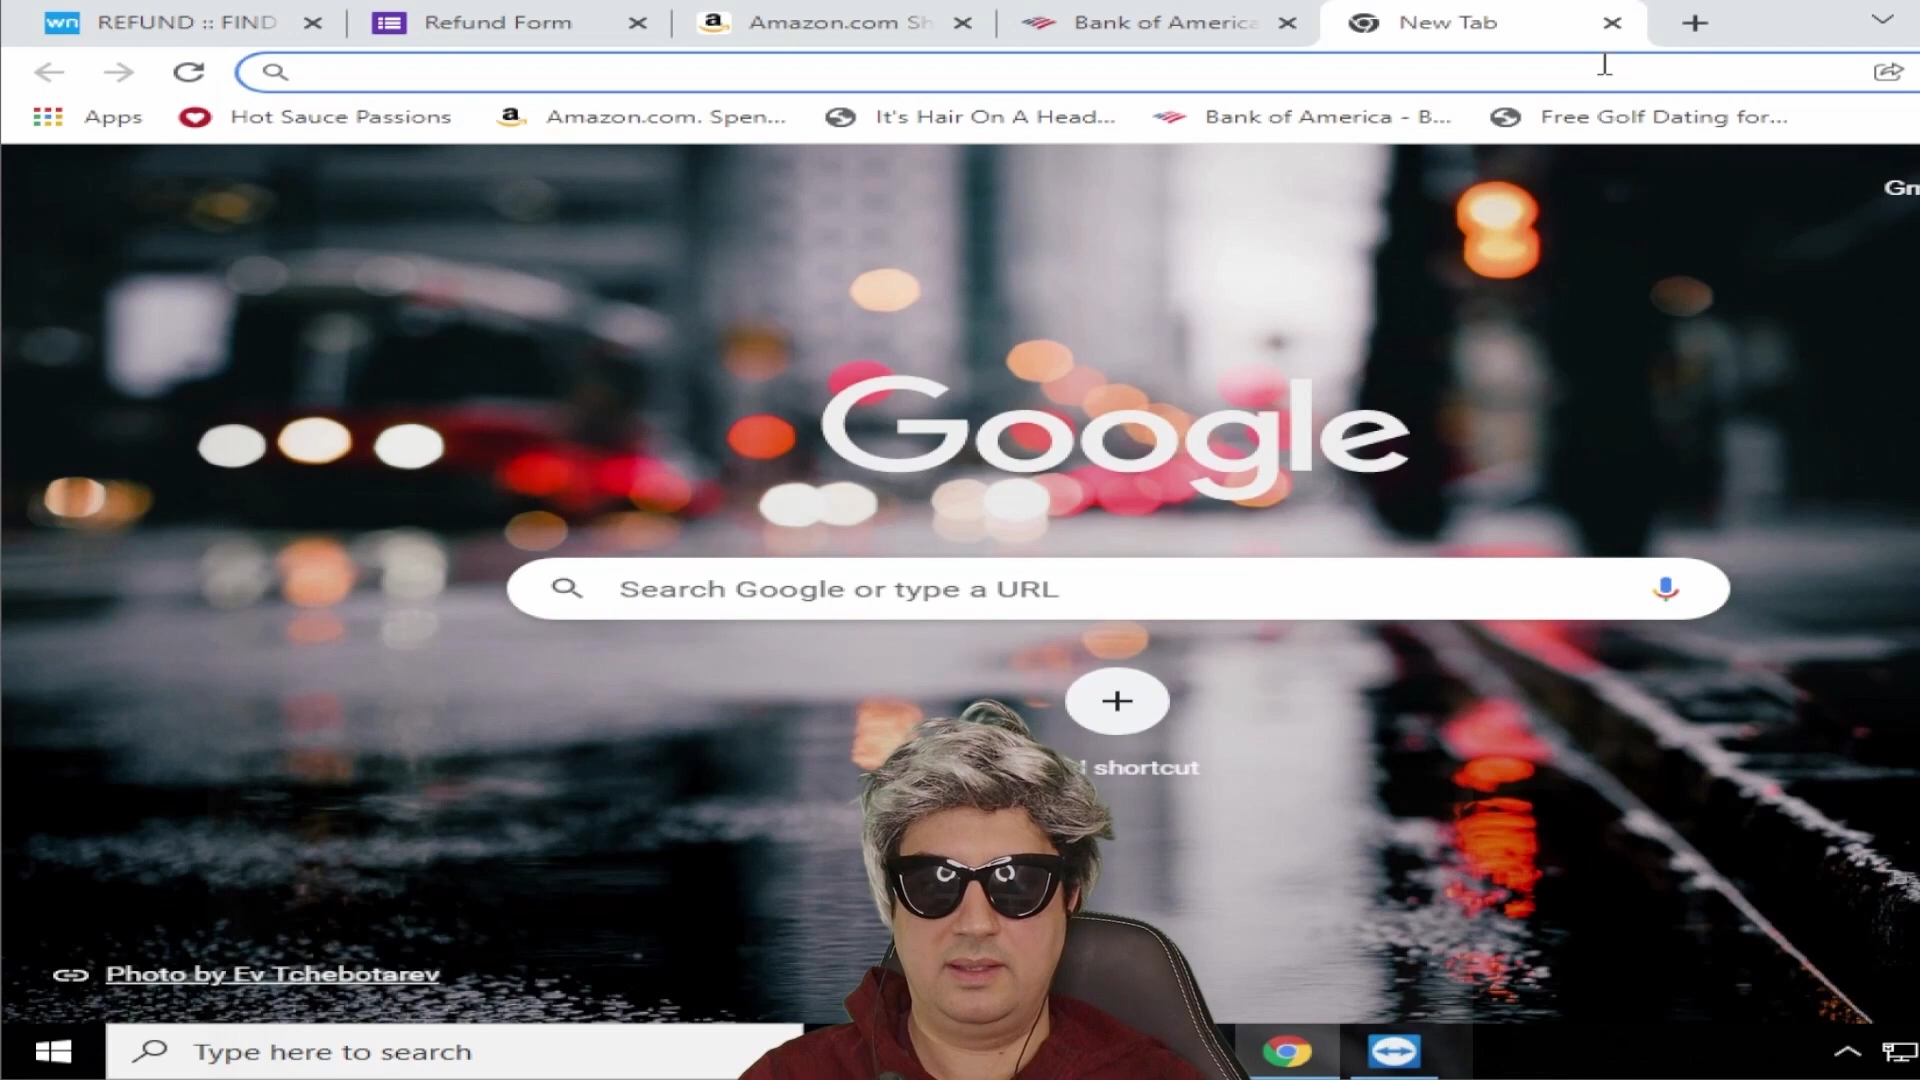 wn REFUND :: FIND
Refund Form
a Amazon.com Sh
Bank of America
New Tab
Apps
Hot Sauce Passions
a Amazon.com. Spen...
It's Hair On A Head...
Bank of America - B...
Free Golf Dating for...
Gm
Google
Search Google or type a URL
shortcut
Photo by Ev Tchebotarev
Type here to search